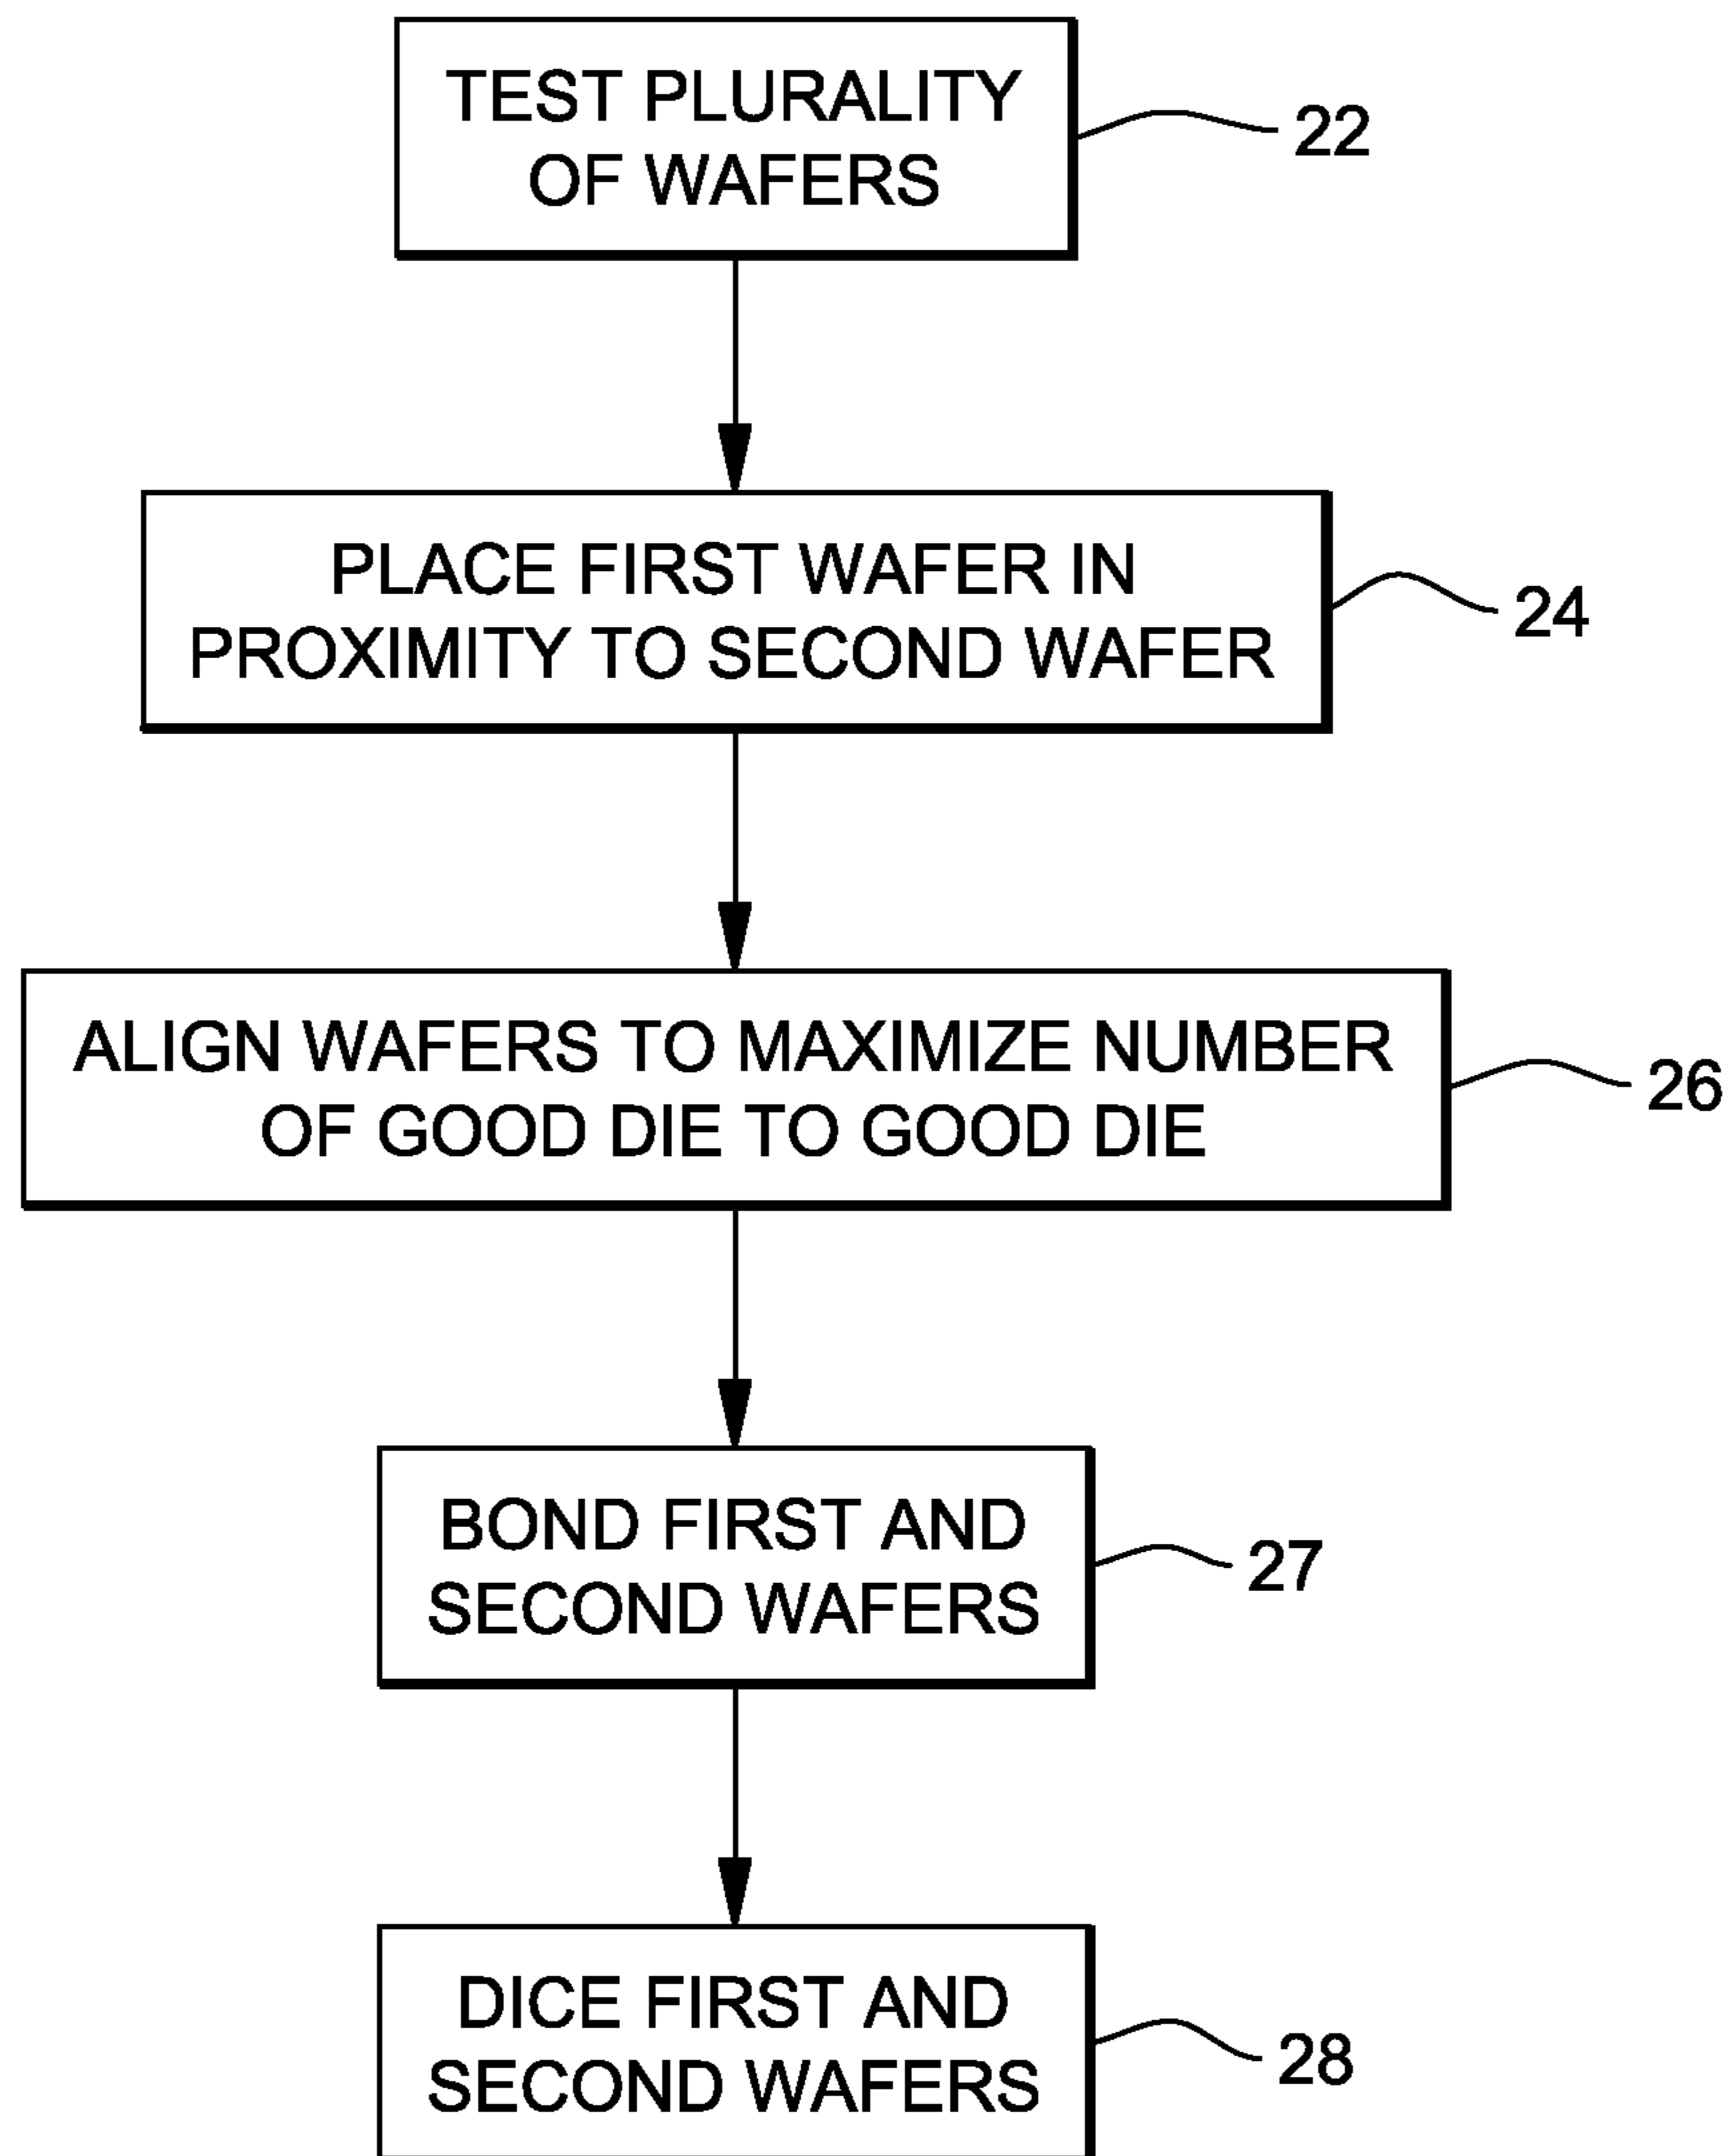 TEST PLURALITY
OF WAFERS
22
PLACE FIRST WAFER IN
PROXIMITY TO SECOND WAFER
24
ALIGN WAFERS TO MAXIMIZE NUMBER
OF GOOD DIE TO GOOD DIE
26
BOND FIRST AND
SECOND WAFERS
27
DICE FIRST AND
SECOND WAFERS
28